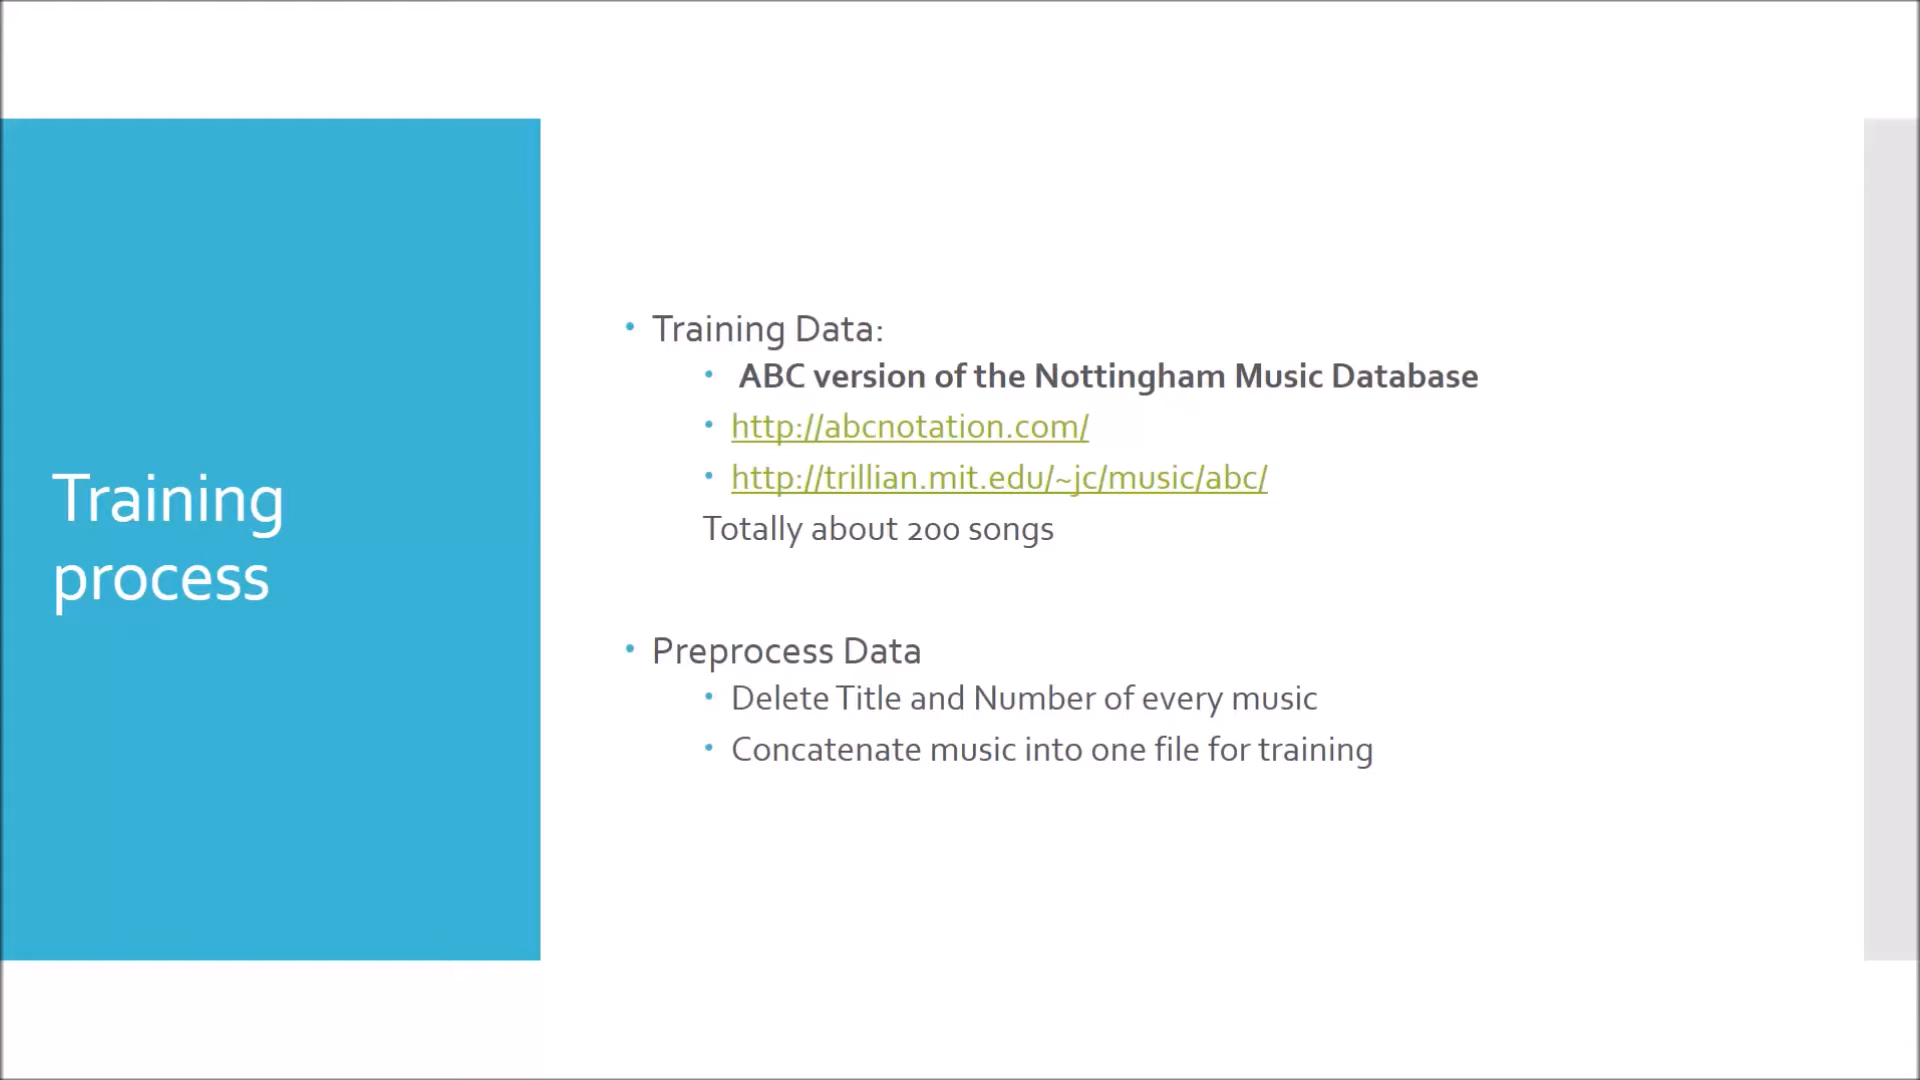 Training
process
Training Data:
ABC version of the Nottingham Music Database
http://abcnotation.com/
http://trillian.mit.edu/~jc/music/abc/
Totally about 200 songs
Preprocess Data
Delete Title and Number of every music
Concatenate music into one file for training